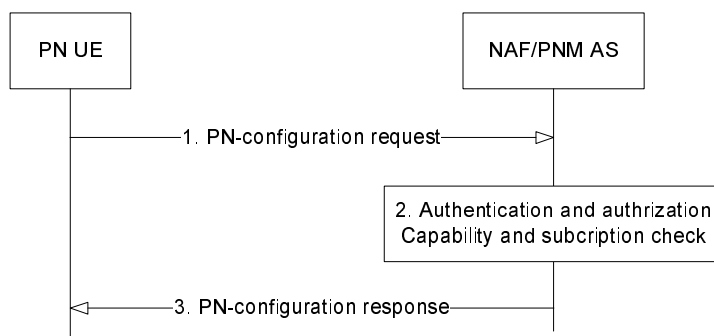 PN UE
NAF/PNM AS
1. PN-configuration request
2. Authentication and authrization
Capability and subcription check
3. PN-configuration response